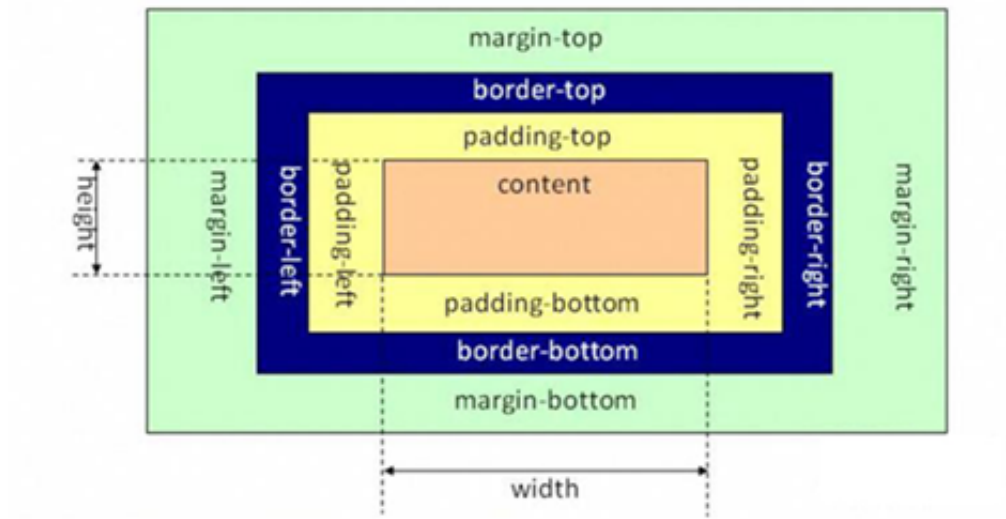 margin-top
border-top
padding-top
content
height
margin-left
border-left
padding-left
padding-right
border-right
margin-right
padding-bottom
border-bottom
margin-bottom
width